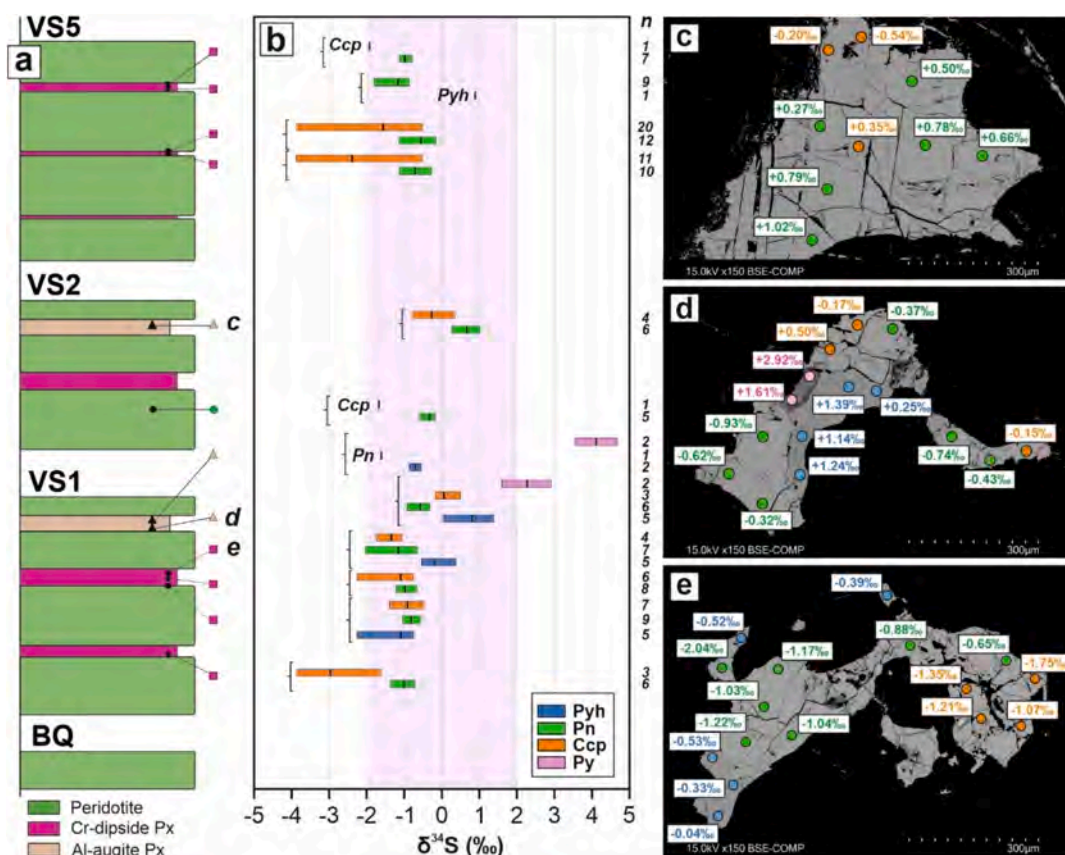 VS5
a
VS2
c
VS1
d
e
BQ
Peridotite
Cr-dipside Px
Al-augite Px
b
n
Ccp
1
7
9
Pyh
1
20
12
11
10
4
6
Ccp
1
5
2
Pn
1
2
2
3
6
5
4
7
5
6
8
7
9
5
3
6
Pyh
Pn
Ccp
Py
-5 -4 -3 -2 -1 0 1 2 3 4 5
δ³⁴S (‰)
c
-0.20‰ -0.54‰
+0.50‰
+0.27‰
+0.35‰ +0.78‰
+0.66‰
+0.79‰
+1.02‰
15.0kV x150 BSE-COMP 300µm
d
-0.17‰
-0.37‰
+0.50‰
+2.92‰
+1.61‰ +1.39‰ +0.25‰
-0.93‰
+1.14‰
-0.15‰
-0.62‰
-0.74‰
+1.24‰
-0.43‰
-0.32‰
15.0kV x150 BSE-COMP 300µm
e
-0.39‰
-0.52‰
-0.88‰
-2.04‰
-1.17‰
-0.65‰
-1.75‰
-1.35‰
-1.03‰
-1.21‰ -1.07‰
-1.22‰ -1.04‰
-0.53‰
-0.33‰
-0.04‰
15.0kV x150 BSE-COMP 300µm